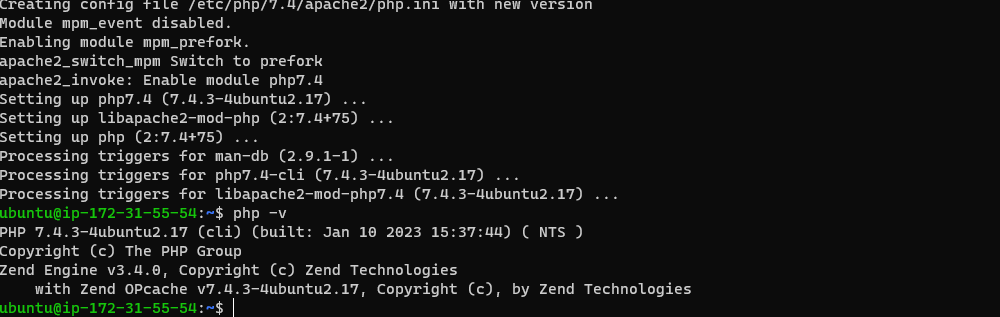 Creating config file /etc/php/7.4/apache2/php.ini with new version
Module mpm_event disabled.
Enabling module mpm_prefork.
apache2_switch_mpm Switch to prefork
apache2_invoke: Enable module php7.4
Setting up php7.4 (7.4.3-4ubuntu2.17) ...
Setting up libapache2-mod-php (2:7.4+75) ...
Setting up php (2:7.4+75) ...
Processing triggers for man-db (2.9.1-1) ...
Processing triggers for php7.4-cli (7.4.3-4ubuntu2.17) ...
Processing triggers for libapache2-mod-php7.4 (7.4.3-4ubuntu2.17) ...
ubuntu@ip-172-31-55-54:~$ php -v
PHP 7.4.3-4ubuntu2.17 (cli) (built: Jan 10 2023 15:37:44) ( NTS )
Copyright (c) The PHP Group
Zend Engine v3.4.0, Copyright (c) Zend Technologies
    with Zend OPcache v7.4.3-4ubuntu2.17, Copyright (c), by Zend Technologies
ubuntu@ip-172-31-55-54:~$